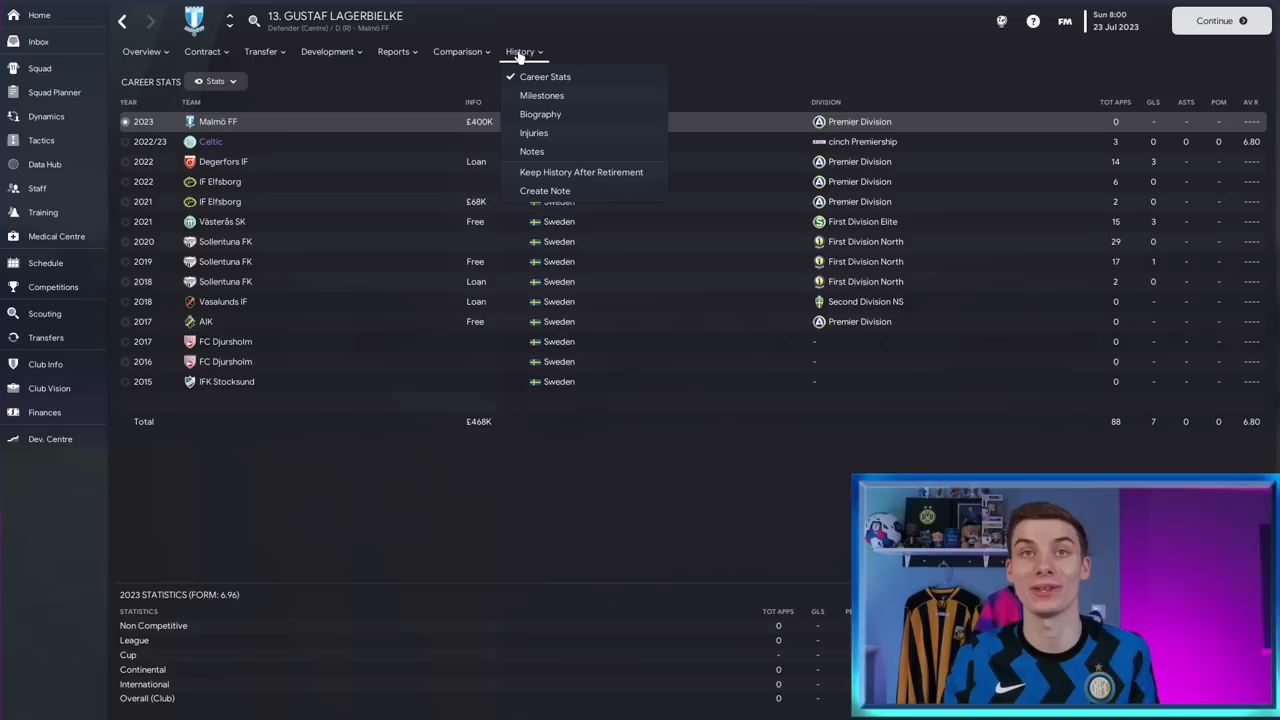 13. GUSTAF LAGERBIELKE
Defender (Centre) / D (R) - Malmö FF
FM
Sun 8:00
23 Jul 2023
Continue
Home
Inbox
Squad
Squad Planner
Dynamics
Tactics
Data Hub
Staff
Training
Medical Centre
Schedule
Competitions
Scouting
Transfers
Club Info
Club Vision
Finances
Dev. Centre
Overview Contract Transfer Development Reports Comparison History
CAREER STATS Stats
Career Stats
Milestones
Biography
Injuries
Notes
Keep History After Retirement
Create Note
YEAR TEAM INFO DIVISION TOT APPS GLS ASTS POM AV R
2023 Malmö FF £400K Premier Division 0 - - - ----
2022/23 Celtic cinch Premiership 3 0 0 0 6.80
2022 Degerfors IF Loan Premier Division 14 3 - - ----
2022 IF Elfsborg Premier Division 6 0 - - ----
2021 IF Elfsborg £68K Sweden Premier Division 2 0 - - ----
2021 Västerås SK Free Sweden First Division Elite 15 3 - - ----
2020 Sollentuna FK Sweden First Division North 29 0 - - ----
2019 Sollentuna FK Free Sweden First Division North 17 1 - - ----
2018 Sollentuna FK Loan Sweden First Division North 2 0 - - ----
2018 Vasalunds IF Loan Sweden Second Division NS 0 - - - ----
2017 AIK Free Sweden Premier Division 0 - - - ----
2017 FC Djursholm Sweden - 0 - - - ----
2016 FC Djursholm Sweden - 0 - - - ----
2015 IFK Stocksund Sweden - 0 - - - ----
Total £468K 88 7 0 0 6.80
2023 STATISTICS (FORM: 6.96)
STATISTICS TOT APPS GLS
Non Competitive 0 -
League 0 -
Cup - -
Continental 0 -
International 0 -
Overall (Club) 0 -